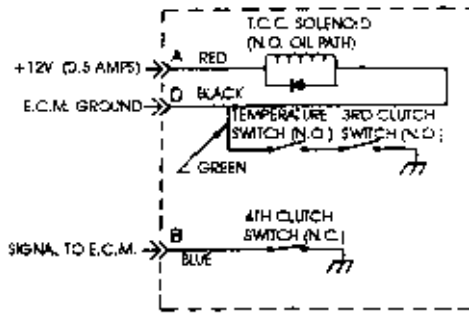 T.C.C. SOLENOID
(N.O. OIL PATH)
A RED
+12V (0.5 AMPS)
D BLACK
E.C.M. GROUND
TEMPERATURE 3RD CLUTCH
SWITCH (N.O.) SWITCH (N.O.)
GREEN
4TH CLUTCH
SWITCH (N.C.)
B
SIGNAL TO E.C.M.
BLUE